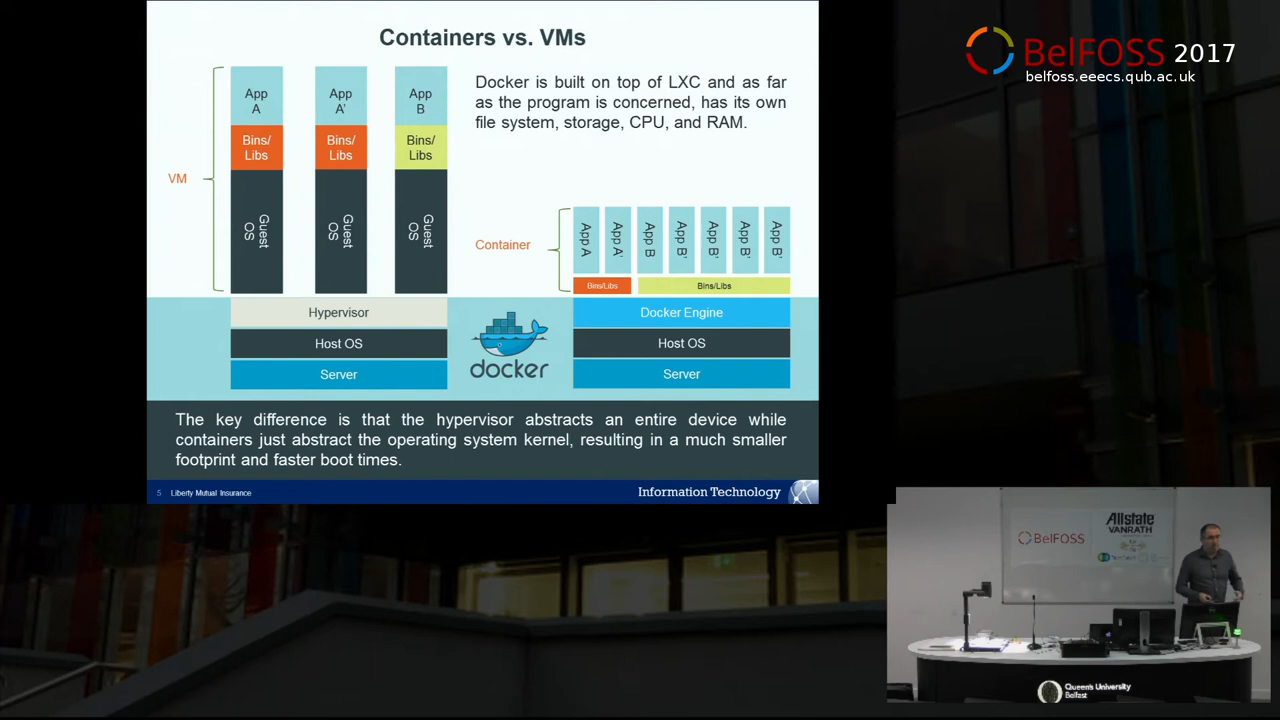 Containers vs. VMs
BelFOSS 2017
belfoss.eeecs.qub.ac.uk
App
A
App
A'
App
B
Docker is built on top of LXC and as far
as the program is concerned, has its own
file system, storage, CPU, and RAM.
Bins/
Libs
Bins/
Libs
Bins/
Libs
VM
Guest
OS
Guest
OS
Guest
OS
Container
App A
App A'
App B
App B'
App B'
App B'
App B'
Bins/Libs
Bins/Libs
Hypervisor
Host OS
Server
docker
Docker Engine
Host OS
Server
The key difference is that the hypervisor abstracts an entire device while
containers just abstract the operating system kernel, resulting in a much smaller
footprint and faster boot times.
5 Liberty Mutual Insurance
Information Technology
BelFOSS
Allstate
VANRATH
Queen's University
Belfast